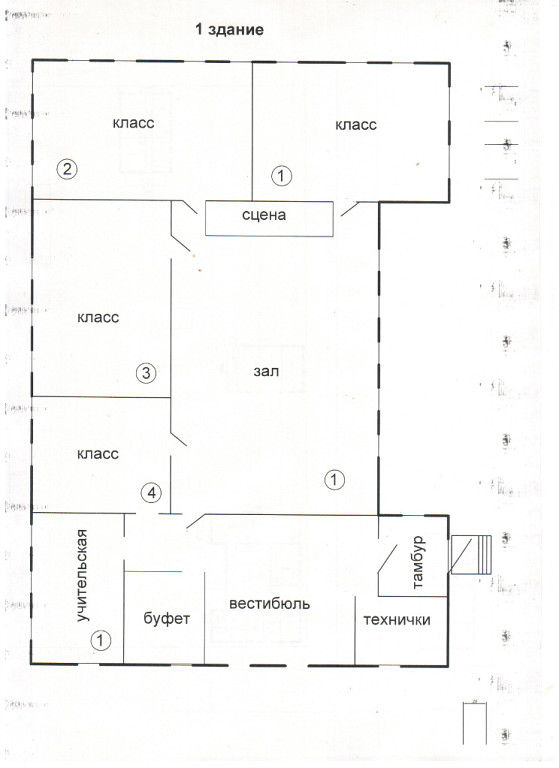 1 здание
класс
класс
2
1
сцена
класс
зал
3
класс
1
4
учительская
тамбур
вестибюль
буфет
технички
1